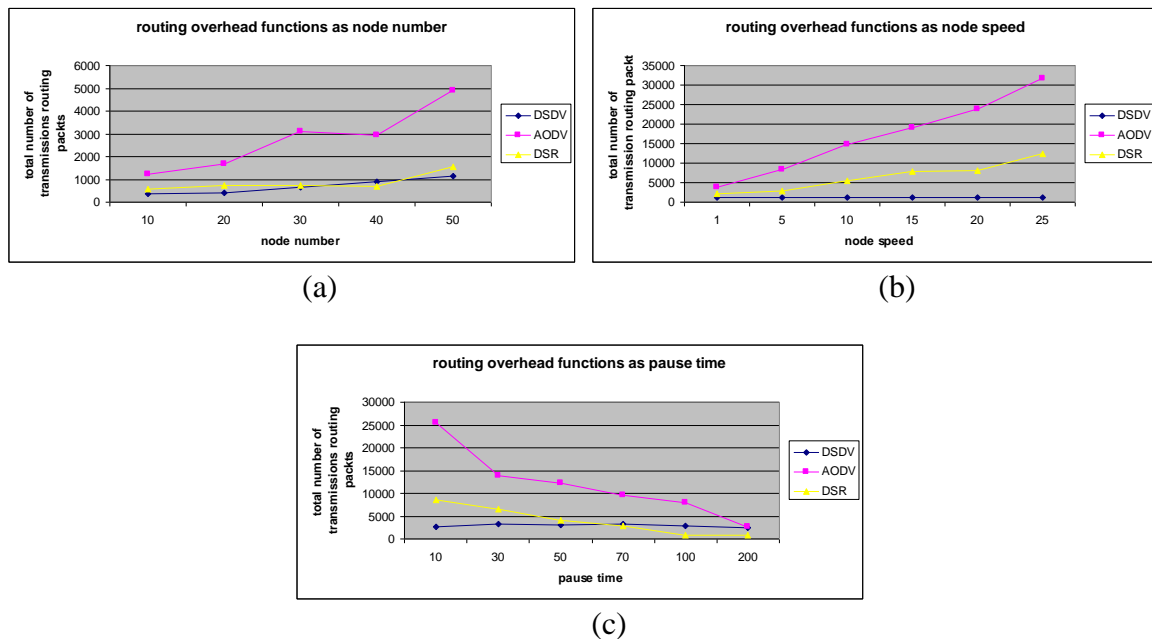 routing overhead functions as node number
total number of
transmissions routing
packts
6000
5000
4000
3000
2000
1000
0
10 20 30 40 50
node number
DSDV
AODV
DSR
(a)
routing overhead functions as node speed
total number of
transmission routing packt
35000
30000
25000
20000
15000
10000
5000
0
1 5 10 15 20 25
node speed
DSDV
AODV
DSR
(b)
routing overhead functions as pause time
total number of
transmissions routing
packts
30000
25000
20000
15000
10000
5000
0
10 30 50 70 100 200
pause time
DSDV
AODV
DSR
(c)